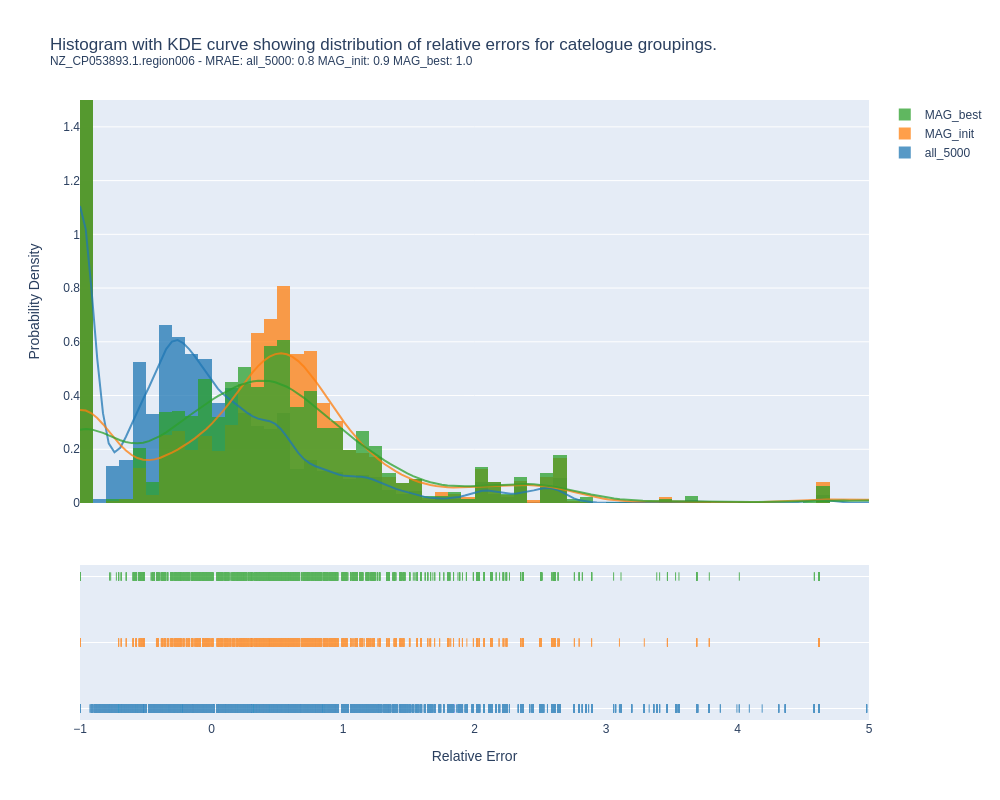 Histogram with KDE curve showing distribution of relative errors for catelogue groupings.
NZ_CP053893.1.region006 - MRAE: all_5000: 0.8 MAG_init: 0.9 MAG_best: 1.0
MAG_best
MAG_init
all_5000
Probability Density
1.4
1.2
1
0.8
0.6
0.4
0.2
0
−1 0 1 2 3 4 5
Relative Error